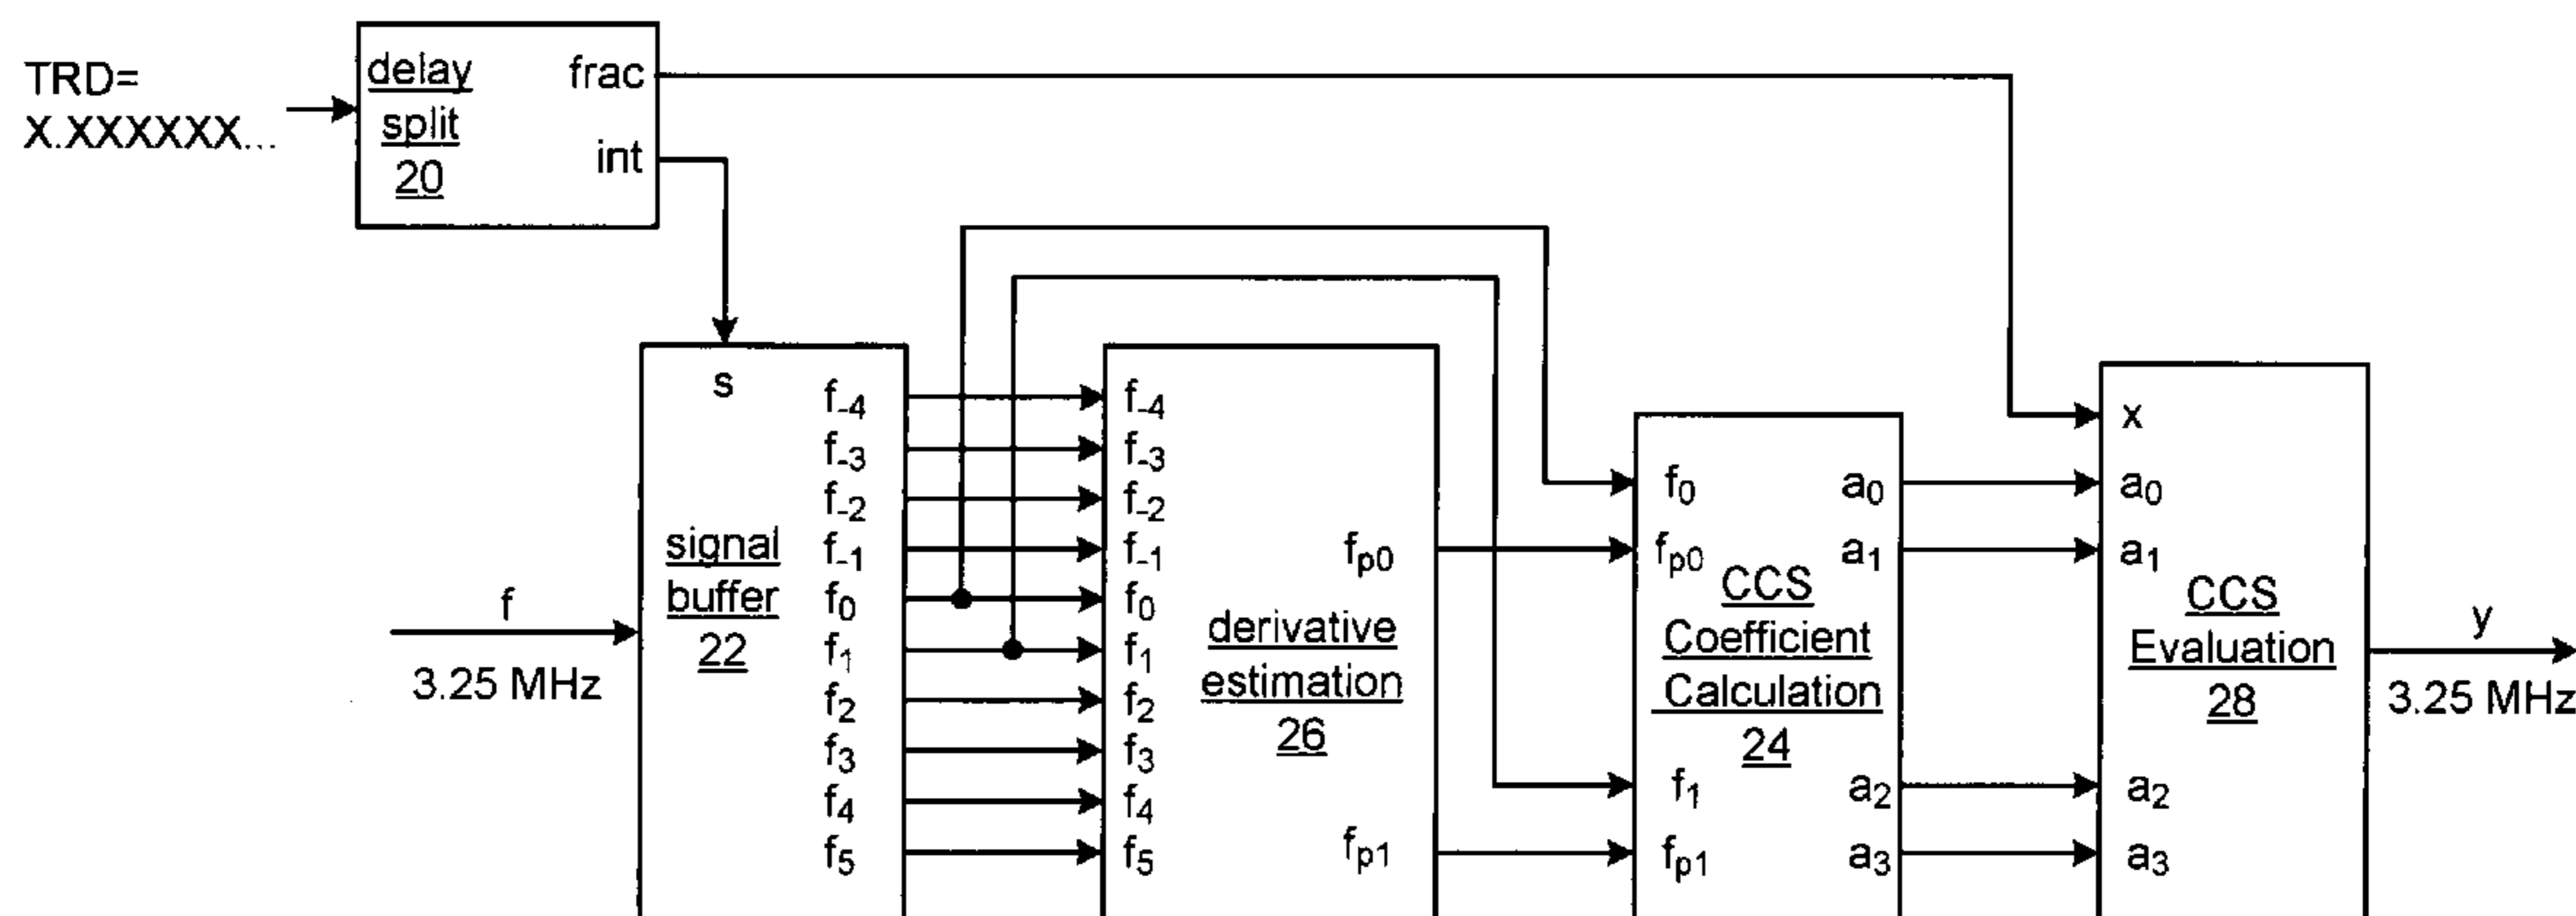 TRD=
X.XXXXXX...
delay
split
20
frac
int
f
3.25 MHz
s
signal
buffer
22
f-4
f-3
f-2
f-1
f0
f1
f2
f3
f4
f5
f-4
f-3
f-2
f-1
f0
f1
f2
f3
f4
f5
derivative
estimation
26
fp0
fp1
f0
fp0
f1
fp1
CCS
Coefficient
Calculation
24
a0
a1
a2
a3
x
a0
a1
a2
a3
CCS
Evaluation
28
y
3.25 MHz